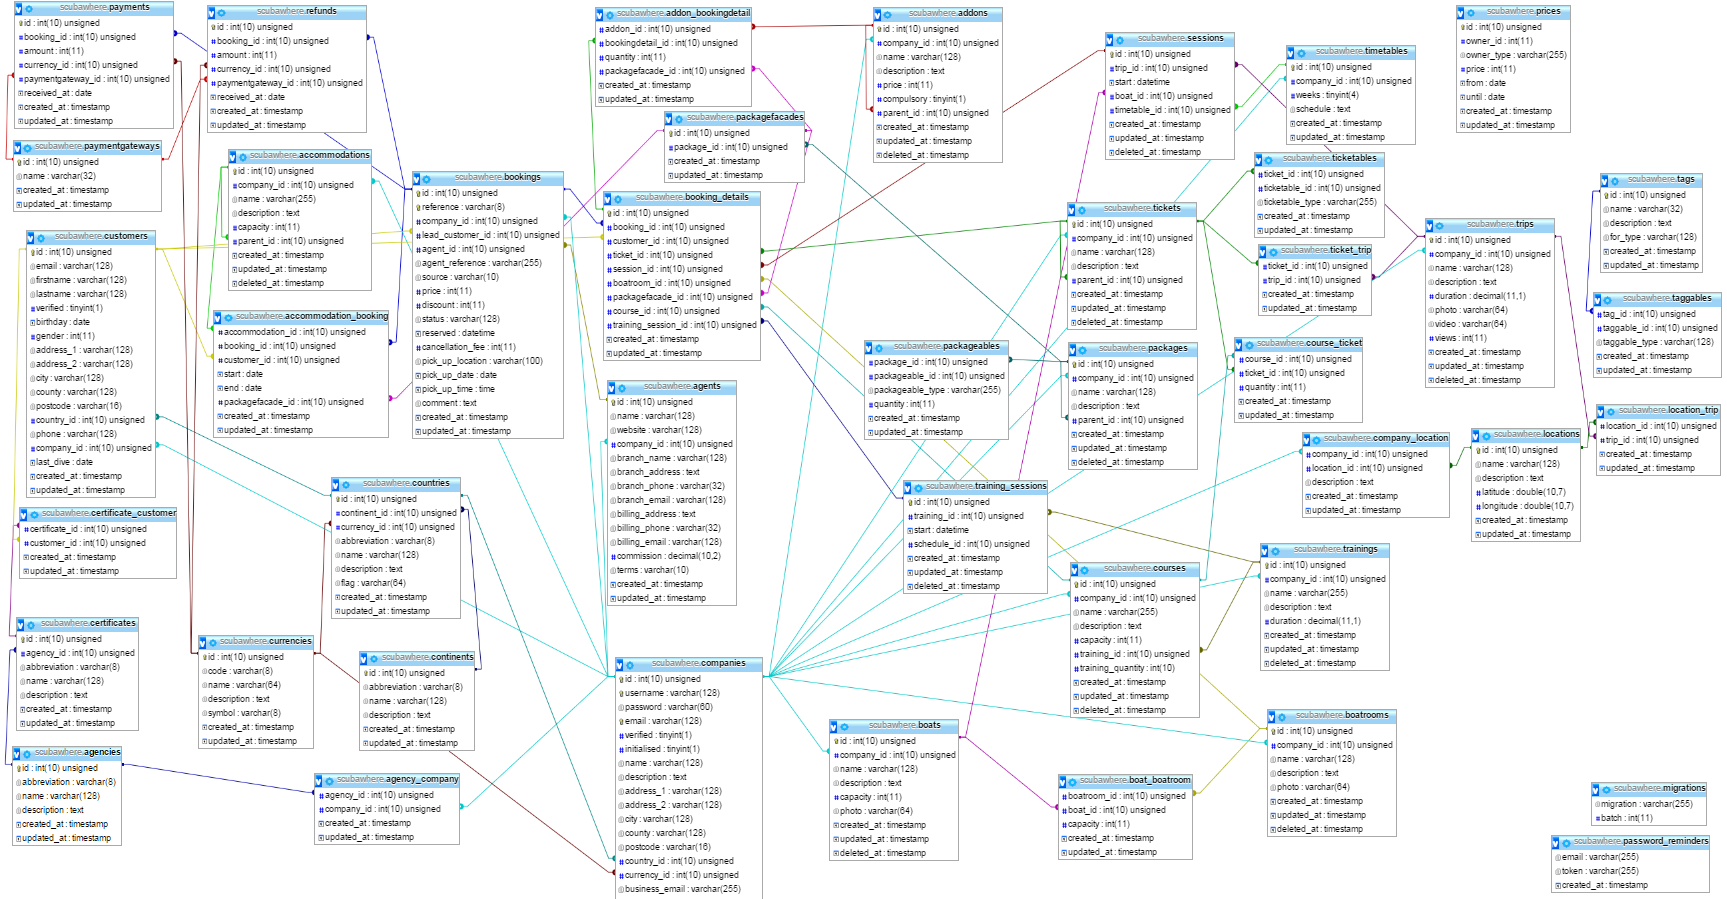 scubawhere.payments
id : int(10) unsigned
booking_id : int(10) unsigned
amount : int(11)
currency_id : int(10) unsigned
paymentgateway_id : int(10) unsigned
received_at : date
created_at : timestamp
updated_at : timestamp
scubawhere.refunds
id : int(10) unsigned
booking_id : int(10) unsigned
amount : int(11)
currency_id : int(10) unsigned
paymentgateway_id : int(10) unsigned
received_at : date
created_at : timestamp
updated_at : timestamp
scubawhere.paymentgateways
id : int(10) unsigned
name : varchar(32)
created_at : timestamp
updated_at : timestamp
scubawhere.accommodations
id : int(10) unsigned
company_id : int(10) unsigned
name : varchar(255)
description : text
capacity : int(11)
parent_id : int(10) unsigned
created_at : timestamp
updated_at : timestamp
deleted_at : timestamp
scubawhere.customers
id : int(10) unsigned
email : varchar(128)
firstname : varchar(128)
lastname : varchar(128)
verified : tinyint(1)
birthday : date
gender : int(11)
address_1 : varchar(128)
address_2 : varchar(128)
city : varchar(128)
county : varchar(128)
postcode : varchar(16)
country_id : int(10) unsigned
phone : varchar(128)
company_id : int(10) unsigned
last_dive : date
created_at : timestamp
updated_at : timestamp
scubawhere.accommodation_booking
accommodation_id : int(10) unsigned
booking_id : int(10) unsigned
customer_id : int(10) unsigned
start : date
end : date
packagefacade_id : int(10) unsigned
created_at : timestamp
updated_at : timestamp
scubawhere.certificate_customer
certificate_id : int(10) unsigned
customer_id : int(10) unsigned
created_at : timestamp
updated_at : timestamp
scubawhere.certificates
id : int(10) unsigned
agency_id : int(10) unsigned
abbreviation : varchar(8)
name : varchar(128)
description : text
created_at : timestamp
updated_at : timestamp
scubawhere.agencies
id : int(10) unsigned
abbreviation : varchar(8)
name : varchar(128)
description : text
created_at : timestamp
updated_at : timestamp
scubawhere.currencies
id : int(10) unsigned
code : varchar(8)
name : varchar(64)
description : text
symbol : varchar(8)
created_at : timestamp
updated_at : timestamp
scubawhere.countries
id : int(10) unsigned
continent_id : int(10) unsigned
currency_id : int(10) unsigned
abbreviation : varchar(8)
name : varchar(128)
description : text
flag : varchar(64)
created_at : timestamp
updated_at : timestamp
scubawhere.continents
id : int(10) unsigned
abbreviation : varchar(8)
name : varchar(128)
description : text
created_at : timestamp
updated_at : timestamp
scubawhere.agency_company
agency_id : int(10) unsigned
company_id : int(10) unsigned
created_at : timestamp
updated_at : timestamp
scubawhere.bookings
id : int(10) unsigned
reference : varchar(8)
company_id : int(10) unsigned
lead_customer_id : int(10) unsigned
agent_id : int(10) unsigned
agent_reference : varchar(255)
source : varchar(10)
price : int(11)
discount : int(11)
status : varchar(128)
reserved : datetime
cancellation_fee : int(11)
pick_up_location : varchar(100)
pick_up_date : date
pick_up_time : time
comment : text
created_at : timestamp
updated_at : timestamp
scubawhere.addon_bookingdetail
addon_id : int(10) unsigned
bookingdetail_id : int(10) unsigned
quantity : int(11)
packagefacade_id : int(10) unsigned
created_at : timestamp
updated_at : timestamp
scubawhere.packagefacades
id : int(10) unsigned
package_id : int(10) unsigned
created_at : timestamp
updated_at : timestamp
scubawhere.booking_details
id : int(10) unsigned
booking_id : int(10) unsigned
customer_id : int(10) unsigned
ticket_id : int(10) unsigned
session_id : int(10) unsigned
boatroom_id : int(10) unsigned
packagefacade_id : int(10) unsigned
course_id : int(10) unsigned
training_session_id : int(10) unsigned
created_at : timestamp
updated_at : timestamp
scubawhere.agents
id : int(10) unsigned
name : varchar(128)
website : varchar(128)
company_id : int(10) unsigned
branch_name : varchar(128)
branch_address : text
branch_phone : varchar(32)
branch_email : varchar(128)
billing_address : text
billing_phone : varchar(32)
billing_email : varchar(128)
commission : decimal(10,2)
terms : varchar(10)
created_at : timestamp
updated_at : timestamp
scubawhere.companies
id : int(10) unsigned
username : varchar(128)
password : varchar(60)
email : varchar(128)
verified : tinyint(1)
initialised : tinyint(1)
name : varchar(128)
description : text
address_1 : varchar(128)
address_2 : varchar(128)
city : varchar(128)
county : varchar(128)
postcode : varchar(16)
country_id : int(10) unsigned
currency_id : int(10) unsigned
business_email : varchar(255)
scubawhere.addons
id : int(10) unsigned
company_id : int(10) unsigned
name : varchar(128)
description : text
price : int(11)
compulsory : tinyint(1)
parent_id : int(10) unsigned
created_at : timestamp
updated_at : timestamp
deleted_at : timestamp
scubawhere.packageables
package_id : int(10) unsigned
packageable_id : int(10) unsigned
packageable_type : varchar(255)
quantity : int(11)
created_at : timestamp
updated_at : timestamp
scubawhere.training_sessions
id : int(10) unsigned
training_id : int(10) unsigned
start : datetime
schedule_id : int(10) unsigned
created_at : timestamp
updated_at : timestamp
deleted_at : timestamp
scubawhere.boats
id : int(10) unsigned
company_id : int(10) unsigned
name : varchar(128)
description : text
capacity : int(11)
photo : varchar(64)
created_at : timestamp
updated_at : timestamp
deleted_at : timestamp
scubawhere.sessions
id : int(10) unsigned
trip_id : int(10) unsigned
start : datetime
boat_id : int(10) unsigned
timetable_id : int(10) unsigned
created_at : timestamp
updated_at : timestamp
deleted_at : timestamp
scubawhere.tickets
id : int(10) unsigned
company_id : int(10) unsigned
name : varchar(128)
description : text
parent_id : int(10) unsigned
created_at : timestamp
updated_at : timestamp
deleted_at : timestamp
scubawhere.packages
id : int(10) unsigned
company_id : int(10) unsigned
name : varchar(128)
description : text
parent_id : int(10) unsigned
created_at : timestamp
updated_at : timestamp
deleted_at : timestamp
scubawhere.courses
id : int(10) unsigned
company_id : int(10) unsigned
name : varchar(255)
description : text
capacity : int(11)
training_id : int(10) unsigned
training_quantity : int(10)
created_at : timestamp
updated_at : timestamp
deleted_at : timestamp
scubawhere.boat_boatroom
boatroom_id : int(10) unsigned
boat_id : int(10) unsigned
capacity : int(11)
created_at : timestamp
updated_at : timestamp
scubawhere.timetables
id : int(10) unsigned
company_id : int(10) unsigned
weeks : tinyint(4)
schedule : text
created_at : timestamp
updated_at : timestamp
scubawhere.ticketables
ticket_id : int(10) unsigned
ticketable_id : int(10) unsigned
ticketable_type : varchar(255)
created_at : timestamp
updated_at : timestamp
scubawhere.ticket_trip
ticket_id : int(10) unsigned
trip_id : int(10) unsigned
created_at : timestamp
updated_at : timestamp
scubawhere.course_ticket
course_id : int(10) unsigned
ticket_id : int(10) unsigned
quantity : int(11)
created_at : timestamp
updated_at : timestamp
scubawhere.company_location
company_id : int(10) unsigned
location_id : int(10) unsigned
description : text
created_at : timestamp
updated_at : timestamp
scubawhere.trainings
id : int(10) unsigned
company_id : int(10) unsigned
name : varchar(255)
description : text
duration : decimal(11,1)
created_at : timestamp
updated_at : timestamp
deleted_at : timestamp
scubawhere.boatrooms
id : int(10) unsigned
company_id : int(10) unsigned
name : varchar(128)
description : text
photo : varchar(64)
created_at : timestamp
updated_at : timestamp
deleted_at : timestamp
scubawhere.prices
id : int(10) unsigned
owner_id : int(11)
owner_type : varchar(255)
price : int(11)
from : date
until : date
created_at : timestamp
updated_at : timestamp
scubawhere.trips
id : int(10) unsigned
company_id : int(10) unsigned
name : varchar(128)
description : text
duration : decimal(11,1)
photo : varchar(64)
video : varchar(64)
views : int(11)
created_at : timestamp
updated_at : timestamp
deleted_at : timestamp
scubawhere.locations
id : int(10) unsigned
name : varchar(128)
description : text
latitude : double(10,7)
longitude : double(10,7)
created_at : timestamp
updated_at : timestamp
scubawhere.tags
id : int(10) unsigned
name : varchar(32)
description : text
for_type : varchar(128)
created_at : timestamp
updated_at : timestamp
scubawhere.taggables
tag_id : int(10) unsigned
taggable_id : int(10) unsigned
taggable_type : varchar(128)
created_at : timestamp
updated_at : timestamp
scubawhere.location_trip
location_id : int(10) unsigned
trip_id : int(10) unsigned
created_at : timestamp
updated_at : timestamp
scubawhere.migrations
migration : varchar(255)
batch : int(11)
scubawhere.password_reminders
email : varchar(255)
token : varchar(255)
created_at : timestamp